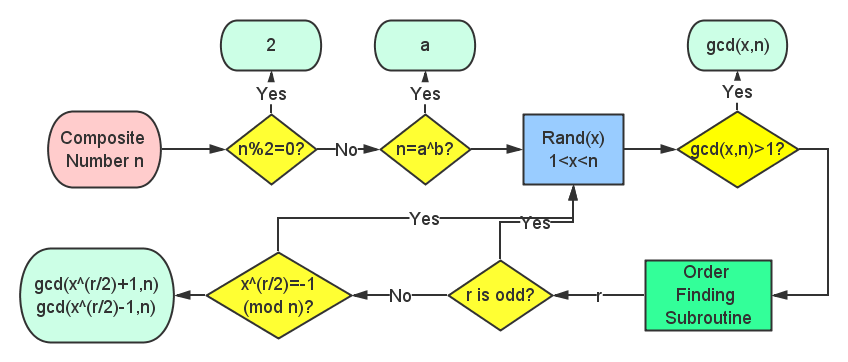 2
a
gcd(x,n)
Yes
Yes
Yes
Composite
Number n
n%2=0?
No
n=a^b?
Rand(x)
1<x<n
gcd(x,n)>1?
Yes
Yes
gcd(x^(r/2)+1,n)
gcd(x^(r/2)-1,n)
x^(r/2)=-1
(mod n)?
No
r is odd?
r
Order
Finding
Subroutine